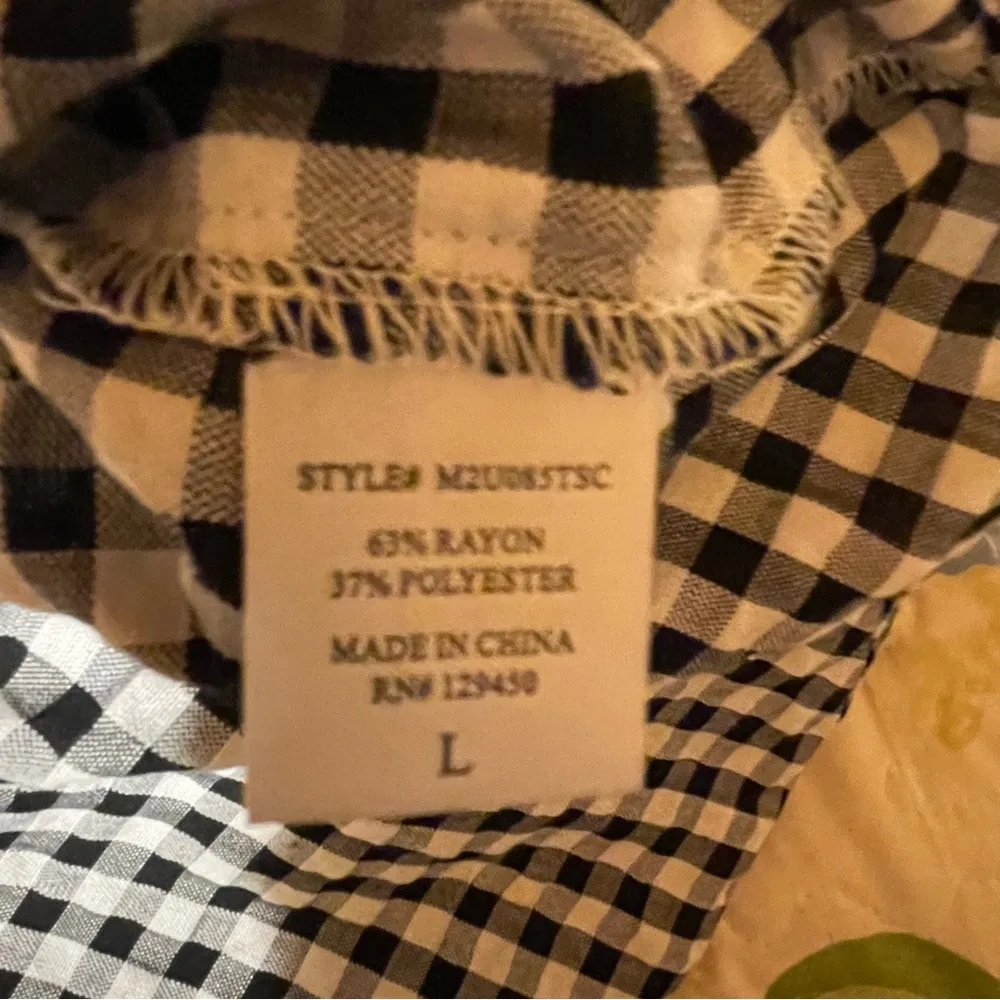 STYLE# M2U085TSC
63% RAYON
37% POLYESTER
MADE IN CHINA
RN# 129450
L